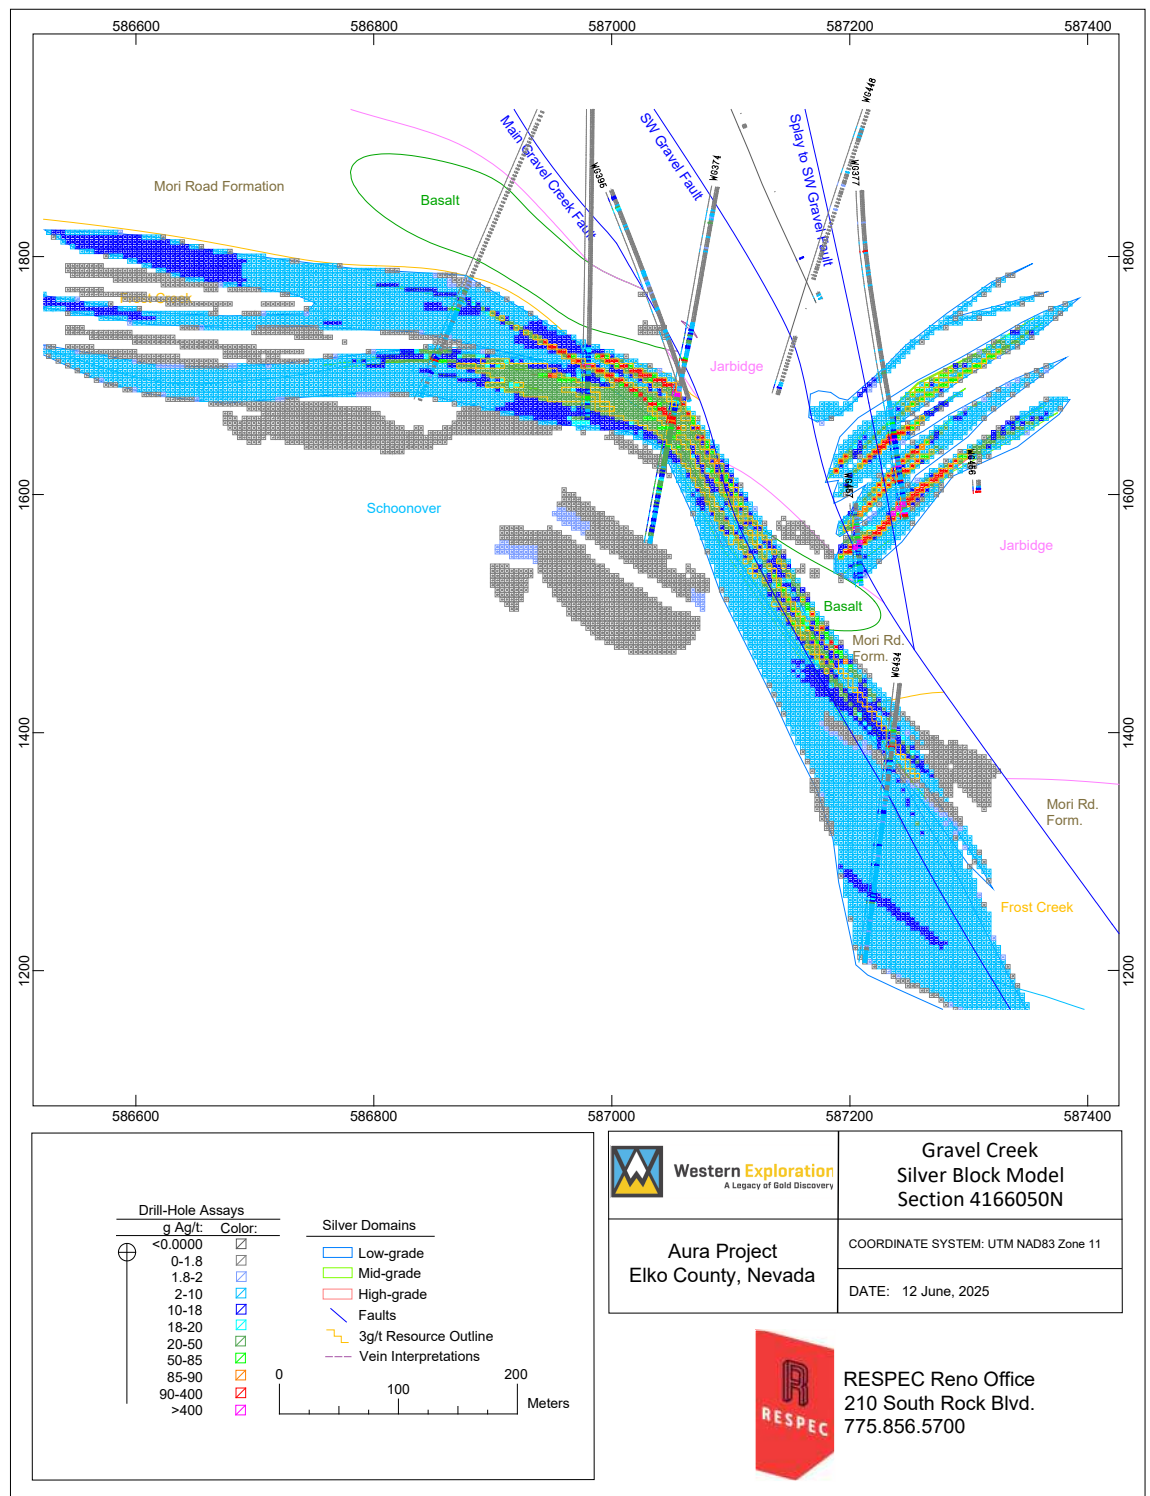 586600
586800
587000
587200
587400
WG448
Main Gravel Creek Fault
SW Gravel Fault
Splay to SW Gravel Fault
WG396
WG374
WG377
Mori Road Formation
Basalt
1800
1800
Jarbidge
WG466
WG457
1600
1600
Schoonover
Jarbidge
Basalt
Mori Rd.
Form.
WG434
1400
1400
Mori Rd.
Form.
Frost Creek
1200
1200
586600
586800
587000
587200
587400
Drill-Hole Assays
g Ag/t: Color:
<0.0000
0-1.8
1.8-2
2-10
10-18
18-20
20-50
50-85
85-90
90-400
>400
Silver Domains
Low-grade
Mid-grade
High-grade
Faults
3g/t Resource Outline
Vein Interpretations
0
100
200
Meters
Western Exploration
A Legacy of Gold Discovery
Gravel Creek
Silver Block Model
Section 4166050N
Aura Project
Elko County, Nevada
COORDINATE SYSTEM: UTM NAD83 Zone 11
DATE: 12 June, 2025
RESPEC
RESPEC Reno Office
210 South Rock Blvd.
775.856.5700